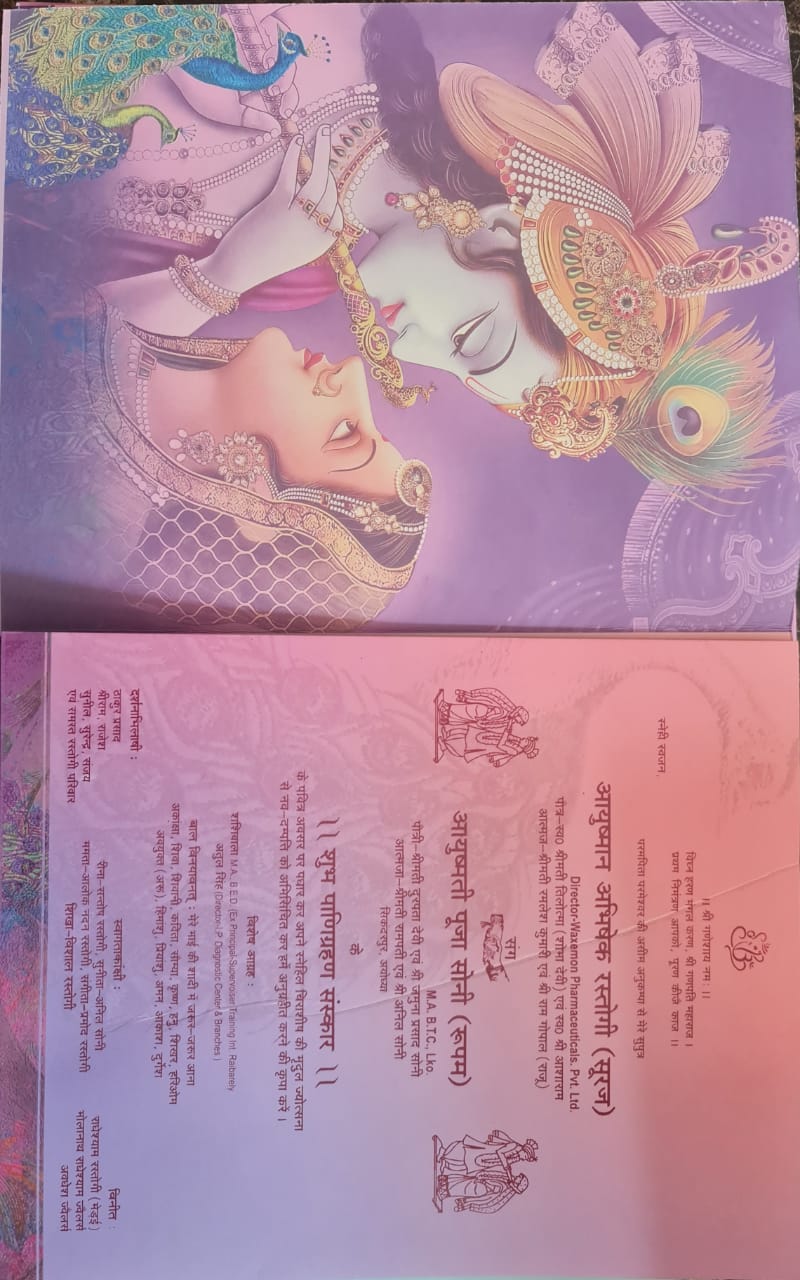 ।। श्री गणेशाय नमः ।।
विघ्न हरण मंगल करण, श्री गणपति महाराज ।
प्रथम निमंत्रण आपको, पूरण कीजै काज ।।
स्नेही स्वजन,
परमपिता परमेश्वर की असीम अनुकम्पा से मेरे सुपुत्र
आयुष्मान अभिषेक रस्तोगी (सूरज)
Director-Waxemon Pharmaceuticals. Pvt. Ltd.
पौत्र–स्व0 श्रीमती तिलोत्मा (शोभा देवी) एवं स्व0 श्री आशाराम
आत्मज–श्रीमती रमलेश कुमारी एवं श्री राम गोपाल (राजू)
संग
आयुष्मती पूजा सोनी (रूपम)
M.A. B.T.C., Lko.
पौत्री–श्रीमती दुरपता देवी एवं श्री जमुना प्रसाद सोनी
आत्मजा–श्रीमती रामपती एवं श्री अनिल सोनी
सिकंदरपुर, अयोध्या
के
।। शुभ पाणिग्रहण संस्कार ।।
के पवित्र अवसर पर पधार कर अपने स्नेहिल चिराशीष की मृदुल ज्योत्सना
से नव–दम्पत्ति को अभिसिंचित कर हमें अनुग्रहीत करने की कृपा करें ।
विशेष आग्रह :
शशिबाला M.A., B.E.D. (Ex Principal-Supervoiser Training Int. Raibarely
अतुल सिंह (Director-I.P. Diagnostic Center & Branches )
बाल विनयावनत् : मेरे भाई की शादी में जरूर–जरूर आना
अकांक्षा, शिवा, शिवानी, कविता, सौम्या, कृष्ण, हनु, शिखर, हरिओम
अवयुक्त (अरू), हिमांशु, प्रियांशु, अमन, आकाश, दुर्गेश
दर्शनाभिलाषी :
ठाकुर प्रसाद
श्रीराम, राजेश
सुनील, सुरेन्द्र, संजय
एवं समस्त रस्तोगी परिवार
स्वागताकांक्षी :
रीना–सन्तोष रस्तोगी, सुनीता–अनिल सोनी
ममता–आलोक नंदन रस्तोगी, संगीता–प्रमोद रस्तोगी
शिखा–विशाल रस्तोगी
विनीत :
राधेश्याम रस्तोगी (मेड़ई)
भोलानाथ राधेश्याम ज्वैलर्स
अवधेश ज्वैलर्स